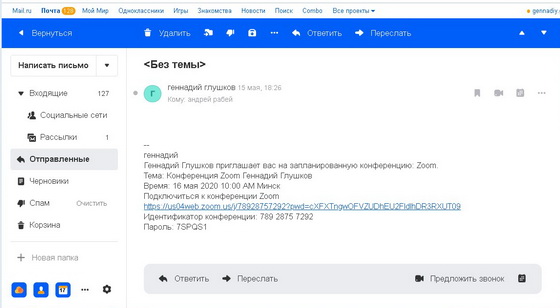 Mail.ru Почта 128 Мой Мир Одноклассники Игры Знакомства Новости Поиск Combo Все проекты gennadiy.
Вернуться Удалить Ответить Переслать
Написать письмо
<Без темы>
Входящие 127
Социальные сети
Рассылки 1
Отправленные
Черновики
Спам Очистить
Корзина
Новая папка
17
Г
геннадий глушков 15 мая, 18:26
Кому: андрей рабей
--
геннадий
Геннадий Глушков приглашает вас на запланированную конференцию: Zoom.
Тема: Конференция Zoom Геннадий Глушков
Время: 16 мая 2020 10:00 AM Минск
Подключиться к конференции Zoom
https://us04web.zoom.us/j/78928757292?pwd=cXFXTngwOFVZUDhEU2FIdlhDR3RXUT09
Идентификатор конференции: 789 2875 7292
Пароль: 7SPQS1
Ответить Переслать Предложить звонок